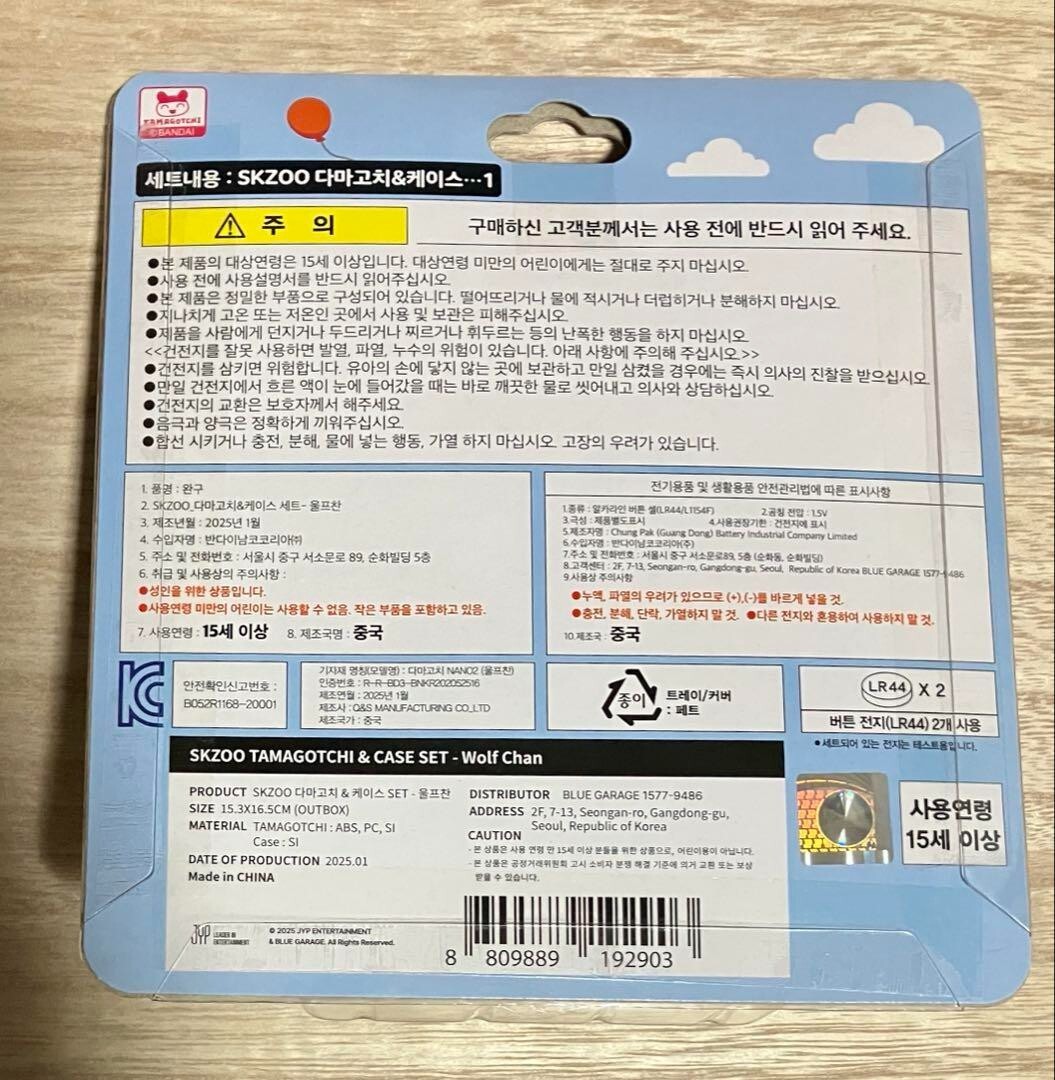 TAMAGOTCHI
©BANDAI
세트내용 : SKZOO 다마고치&케이스…1
⚠ 주 의
구매하신 고객분께서는 사용 전에 반드시 읽어 주세요.
●본 제품의 대상연령은 15세 이상입니다. 대상연령 미만의 어린이에게는 절대로 주지 마십시오.
●사용 전에 사용설명서를 반드시 읽어주십시오.
●본 제품은 정밀한 부품으로 구성되어 있습니다. 떨어뜨리거나 물에 적시거나 더럽히거나 분해하지 마십시오.
●지나치게 고온 또는 저온인 곳에서 사용 및 보관은 피해주십시오.
●제품을 사람에게 던지거나 두드리거나 찌르거나 휘두르는 등의 난폭한 행동을 하지 마십시오.
<<건전지를 잘못 사용하면 발열, 파열, 누수의 위험이 있습니다. 아래 사항에 주의해 주십시오.>>
●건전지를 삼키면 위험합니다. 유아의 손에 닿지 않는 곳에 보관하고 만일 삼켰을 경우에는 즉시 의사의 진찰을 받으십시오.
●만일 건전지에서 흐른 액이 눈에 들어갔을 때는 바로 깨끗한 물로 씻어내고 의사와 상담하십시오.
●건전지의 교환은 보호자께서 해주세요.
●음극과 양극은 정확하게 끼워주십시오.
●합선 시키거나 충전, 분해, 물에 넣는 행동, 가열 하지 마십시오. 고장의 우려가 있습니다.
1. 품명 : 완구
2. SKZOO_다마고치&케이스 세트- 울프찬
3. 제조년월 : 2025년 1월
4. 수입자명 : 반다이남코코리아㈜
5. 주소 및 전화번호 : 서울시 중구 서소문로 89, 순화빌딩 5층
6. 취급 및 사용상의 주의사항 :
●성인을 위한 상품입니다.
●사용연령 미만의 어린이는 사용할 수 없음. 작은 부품을 포함하고 있음.
7. 사용연령 : 15세 이상 8. 제조국명 : 중국
전기용품 및 생활용품 안전관리법에 따른 표시사항
1.종류 : 알카라인 버튼 셀(LR44/L1154F) 2.공칭 전압 : 1.5V
3.극성 : 제품별도표시 4.사용권장기한 : 건전지에 표시
5.제조자명 : Chung Pak (Guang Dong) Battery Industrial Company Limited
6.수입자명 : 반다이남코코리아(주)
7.주소 및 전화번호 : 서울시 중구 서소문로89, 5층 (순화동, 순화빌딩)
8.고객센터 : 2F, 7-13, Seongan-ro, Gangdong-gu, Seoul, Republic of Korea BLUE GARAGE 1577-9486
9.사용상 주의사항
●누액, 파열의 우려가 있으므로 (+),(-)를 바르게 넣을 것.
●충전, 분해, 단락, 가열하지 말 것. ●다른 전지와 혼용하여 사용하지 말 것.
10.제조국 : 중국
안전확인신고번호 :
B052R1168-20001
기자재 명칭(모델명) : 다마고치 NANO2 (울프찬)
인증번호 : R-R-BD3-BNKR202052516
제조연월 : 2025년 1월
제조사 : Q&S MANUFACTURING CO.,LTD
제조국가 : 중국
종이
트레이/커버
: 페트
LR44 X 2
버튼 전지(LR44) 2개 사용
●세트되어 있는 전지는 테스트용입니다.
SKZOO TAMAGOTCHI & CASE SET - Wolf Chan
PRODUCT SKZOO 다마고치 & 케이스 SET - 울프찬
SIZE 15.3X16.5CM (OUTBOX)
MATERIAL TAMAGOTCHI : ABS, PC, SI
Case : SI
DATE OF PRODUCTION 2025.01
Made in CHINA
DISTRIBUTOR BLUE GARAGE 1577-9486
ADDRESS 2F, 7-13, Seongan-ro, Gangdong-gu,
Seoul, Republic of Korea
CAUTION
- 본 상품은 사용 연령 만 15세 이상 분들을 위한 상품으로, 어린이용이 아닙니다.
- 본 상품은 공정거래위원회 고시 소비자 분쟁 해결 기준에 의거 교환 또는 보상
받을 수 있습니다.
사용연령
15세 이상
JYP LEADER IN
ENTERTAINMENT
© 2025 JYP ENTERTAINMENT
& BLUE GARAGE. All Rights Reserved.
8 809889 192903